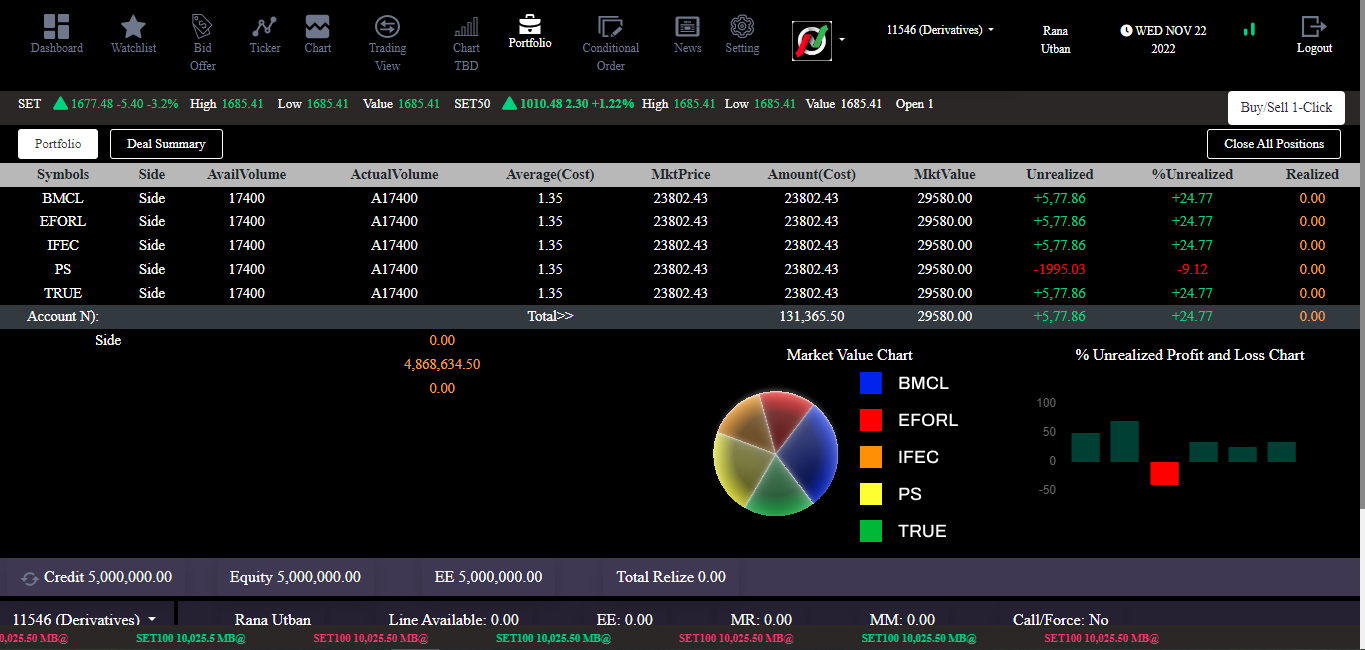 Dashboard Watchlist Bid Offer Ticker Chart Trading View Chart TBD Portfolio Conditional Order News Setting 11546 (Derivatives) Rana Utban WED NOV 22 2022 Logout
SET 1677.48 -5.40 -3.2% High 1685.41 Low 1685.41 Value 1685.41 SET50 1010.48 2.30 +1.22% High 1685.41 Low 1685.41 Value 1685.41 Open 1 Buy/Sell 1-Click
Portfolio Deal Summary Close All Positions
Symbols Side AvailVolume ActualVolume Average(Cost) MktPrice Amount(Cost) MktValue Unrealized %Unrealized Realized
BMCL Side 17400 A17400 1.35 23802.43 23802.43 29580.00 +5,77.86 +24.77 0.00
EFORL Side 17400 A17400 1.35 23802.43 23802.43 29580.00 +5,77.86 +24.77 0.00
IFEC Side 17400 A17400 1.35 23802.43 23802.43 29580.00 +5,77.86 +24.77 0.00
PS Side 17400 A17400 1.35 23802.43 23802.43 29580.00 -1995.03 -9.12 0.00
TRUE Side 17400 A17400 1.35 23802.43 23802.43 29580.00 +5,77.86 +24.77 0.00
Account N): Total>> 131,365.50 29580.00 +5,77.86 +24.77 0.00
Side 0.00
4,868,634.50
0.00
Market Value Chart
BMCL
EFORL
IFEC
PS
TRUE
% Unrealized Profit and Loss Chart
100
50
0
-50
Credit 5,000,000.00 Equity 5,000,000.00 EE 5,000,000.00 Total Relize 0.00
11546 (Derivatives) Rana Utban Line Available: 0.00 EE: 0.00 MR: 0.00 MM: 0.00 Call/Force: No
0,025.50 MB@ SET100 10,025.5 MB@ SET100 10,025.50 MB@ SET100 10,025.50 MB@ SET100 10,025.50 MB@ SET100 10,025.50 MB@ SET100 10,025.50 MB@